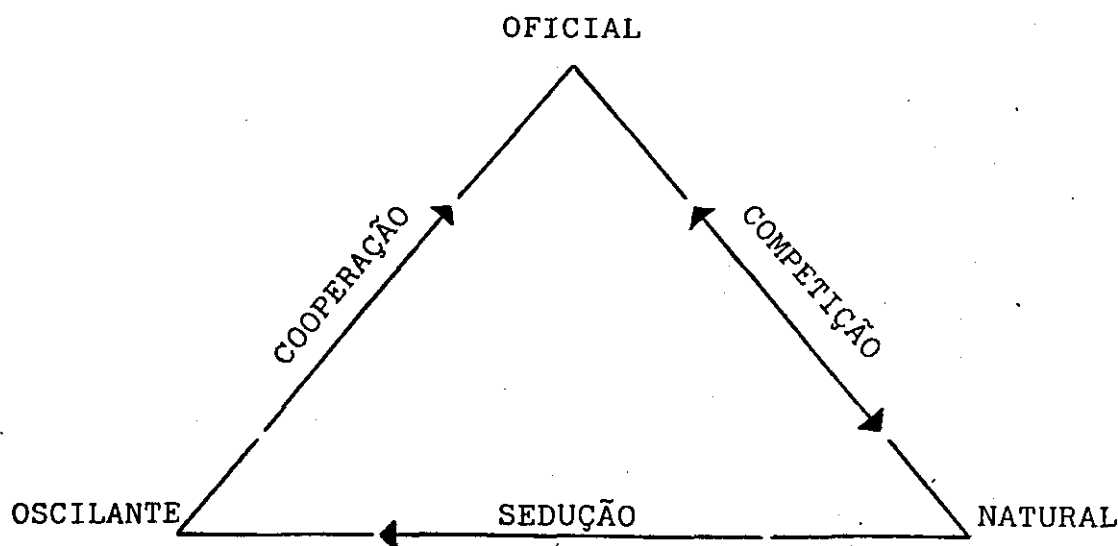 OFICIAL
COOPERAÇÃO
COMPETIÇÃO
OSCILANTE
SEDUÇÃO
NATURAL